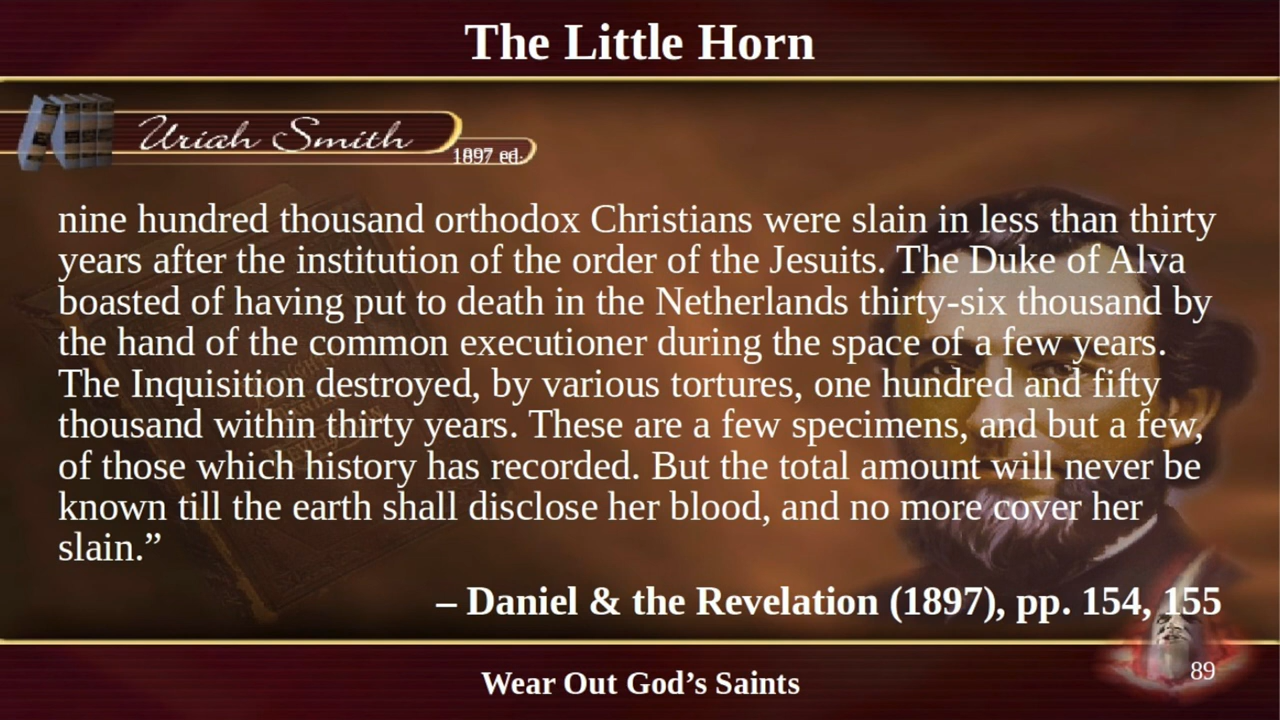 The Little Horn
Uriah Smith
1897 ed.
nine hundred thousand orthodox Christians were slain in less than thirty
years after the institution of the order of the Jesuits. The Duke of Alva
boasted of having put to death in the Netherlands thirty-six thousand by
the hand of the common executioner during the space of a few years.
The Inquisition destroyed, by various tortures, one hundred and fifty
thousand within thirty years. These are a few specimens, and but a few,
of those which history has recorded. But the total amount will never be
known till the earth shall disclose her blood, and no more cover her
slain.”
– Daniel & the Revelation (1897), pp. 154, 155
Wear Out God’s Saints
89